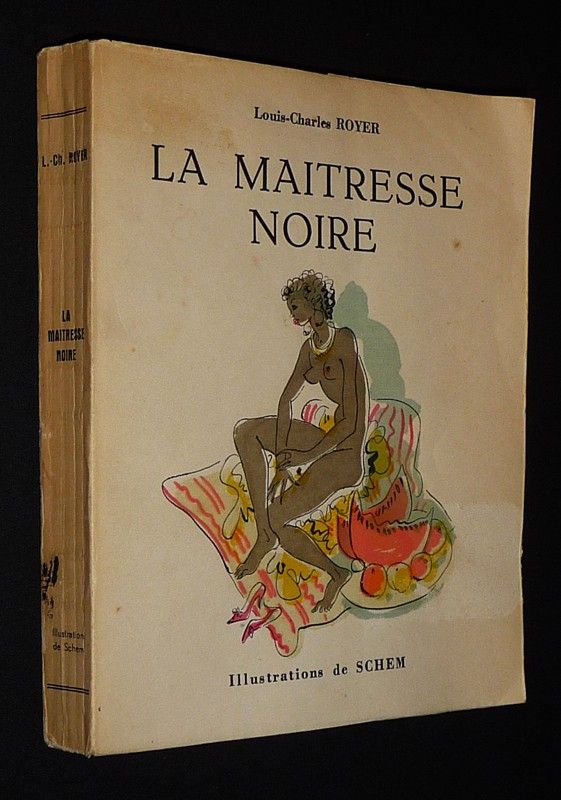 Louis-Charles ROYER
LA MAITRESSE
NOIRE
Illustrations de SCHEM
L.-Ch. ROYER
LA
MAITRESSE
NOIRE
Illustration
de Schem